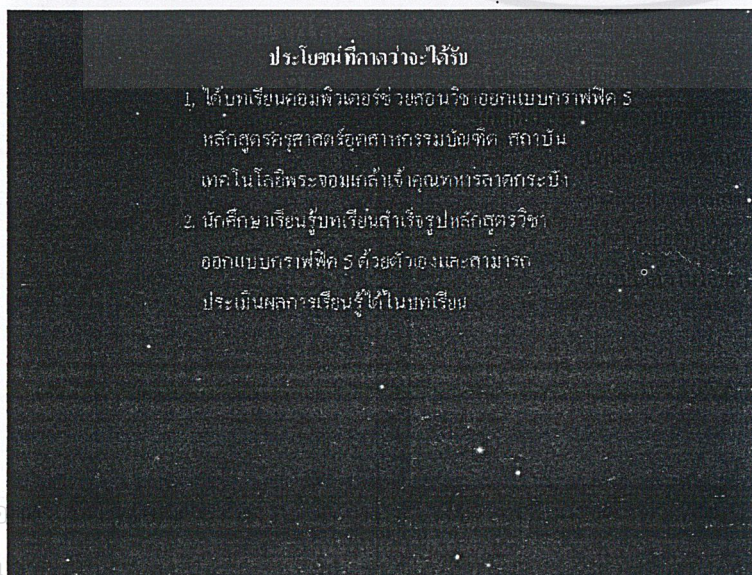 ประโยชน์ที่คาดว่าจะได้รับ
1. ได้บทเรียนคอมพิวเตอร์ช่วยสอนวิชาออกแบบกราฟฟิค 5
หลักสูตรครุศาสตร์อุตสาหกรรมบัณฑิต สถาบัน
เทคโนโลยีพระจอมเกล้าเจ้าคุณทหารลาดกระบัง
2. นักศึกษาเรียนรู้บทเรียนสำเร็จรูปหลักสูตรวิชา
ออกแบบกราฟฟิค 5 ด้วยตัวเองและสามารถ
ประเมินผลการเรียนรู้ได้ในบทเรียน